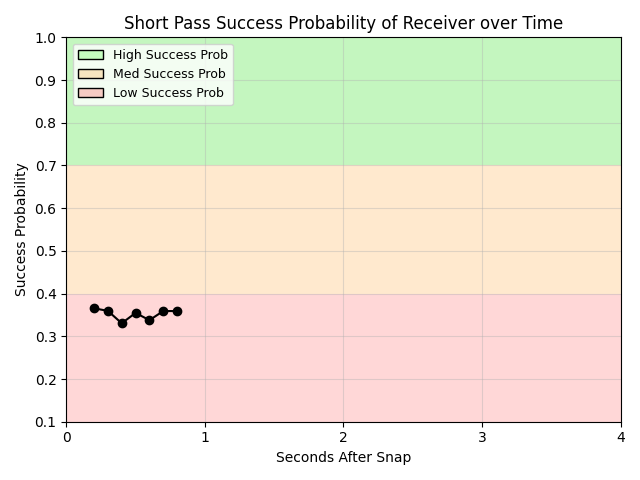 Short Pass Success Probability of Receiver over Time
1.0
High Success Prob
0.9
Med Success Prob
Low Success Prob
0.8
0.7
0.6
Success Probability
0.5
0.4
0.3
0.2
0.1
0 1 2 3 4
Seconds After Snap